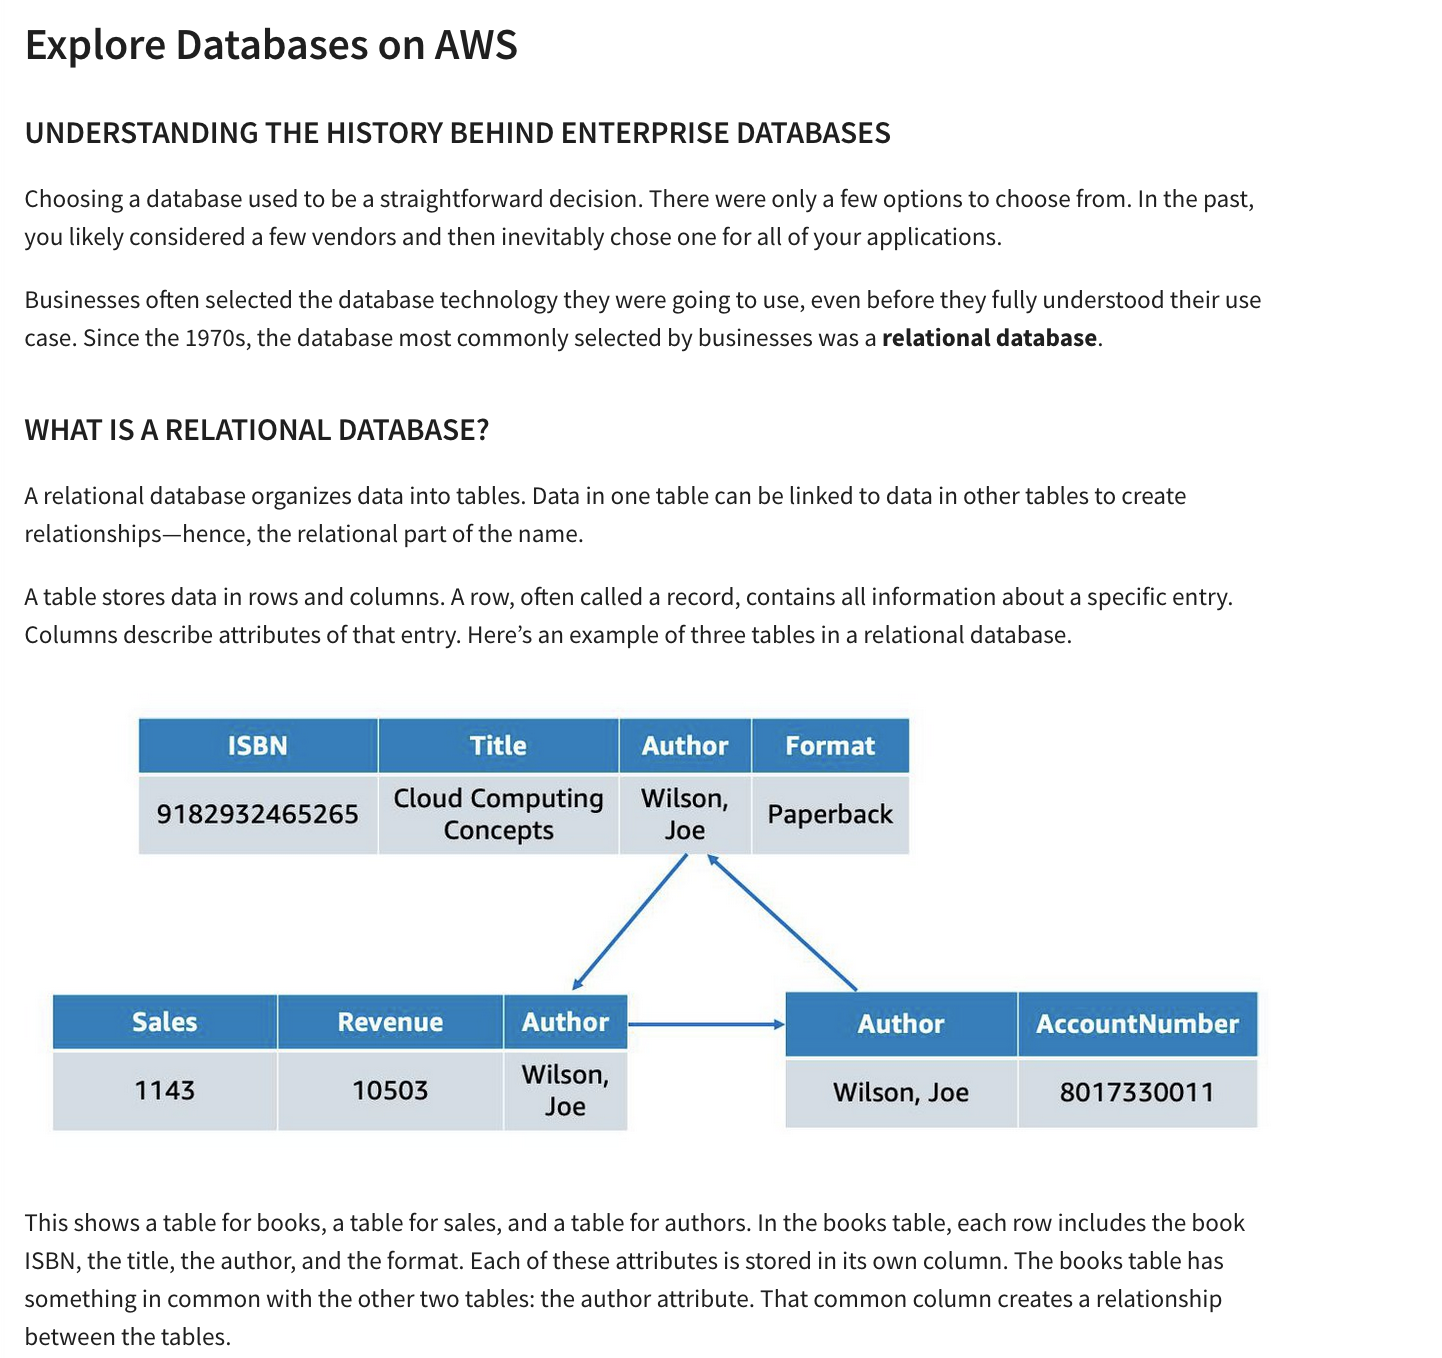 Explore Databases on AWS
UNDERSTANDING THE HISTORY BEHIND ENTERPRISE DATABASES
Choosing a database used to be a straightforward decision. There were only a few options to choose from. In the past,
you likely considered a few vendors and then inevitably chose one for all of your applications.
Businesses often selected the database technology they were going to use, even before they fully understood their use
case. Since the 1970s, the database most commonly selected by businesses was a relational database.
WHAT IS A RELATIONAL DATABASE?
A relational database organizes data into tables. Data in one table can be linked to data in other tables to create
relationships—hence, the relational part of the name.
A table stores data in rows and columns. A row, often called a record, contains all information about a specific entry.
Columns describe attributes of that entry. Here’s an example of three tables in a relational database.
ISBN Title Author Format
9182932465265 Cloud Computing Concepts Wilson, Joe Paperback
Sales Revenue Author
1143 10503 Wilson, Joe
Author AccountNumber
Wilson, Joe 8017330011
This shows a table for books, a table for sales, and a table for authors. In the books table, each row includes the book
ISBN, the title, the author, and the format. Each of these attributes is stored in its own column. The books table has
something in common with the other two tables: the author attribute. That common column creates a relationship
between the tables.